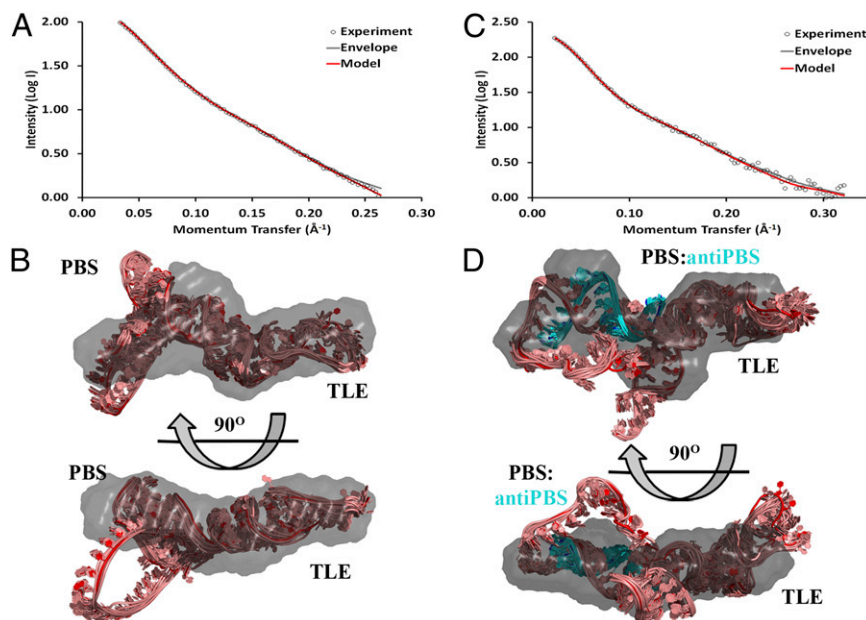 A
2.00
1.50
1.00
0.50
0.00
Intensity (Log I)
0.00 0.05 0.10 0.15 0.20 0.25 0.30
Momentum Transfer (Å-1)
Experiment
Envelope
Model
C
2.50
2.00
1.50
1.00
0.50
0.00
Intensity (Log I)
0.00 0.10 0.20 0.30
Momentum Transfer (Å-1)
Experiment
Envelope
Model
B
PBS
TLE
90O
PBS
TLE
D
PBS:antiPBS
TLE
90O
PBS:
antiPBS
TLE